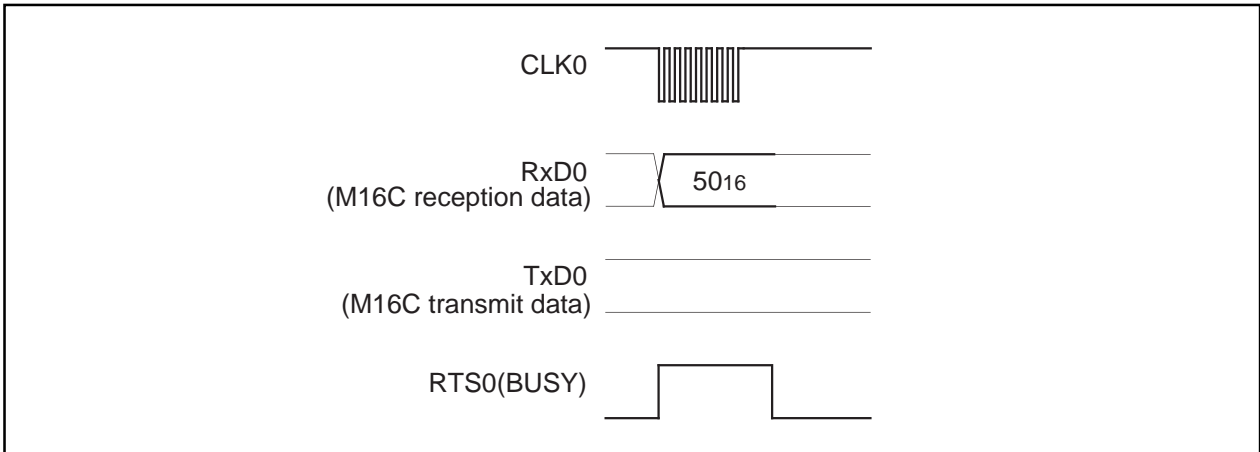 CLK0
RxD0
(M16C reception data)
5016
TxD0
(M16C transmit data)
RTS0(BUSY)